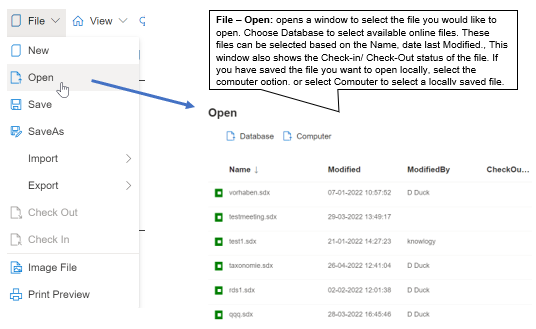 File View
New
Open
Save
SaveAs
Import
Export
Check Out
Check In
Image File
Print Preview
File – Open: opens a window to select the file you would like to
open. Choose Database to select available online files. These
files can be selected based on the Name, date last Modified., This
window also shows the Check-in/ Check-Out status of the file. If
you have saved the file you want to open locally, select the
computer option. or select Computer to select a locally saved file.
Open
Database Computer
Name ↓ Modified ModifiedBy CheckOu...
vorhaben.sdx 07-01-2022 10:57:52 D Duck
testmeeting.sdx 29-03-2022 13:49:17
test1.sdx 21-01-2022 14:27:23 knowlogy
taxonomie.sdx 26-04-2022 12:41:04 D Duck
rds1.sdx 02-02-2022 12:01:38 D Duck
qqq.sdx 28-03-2022 16:45:46 D Duck